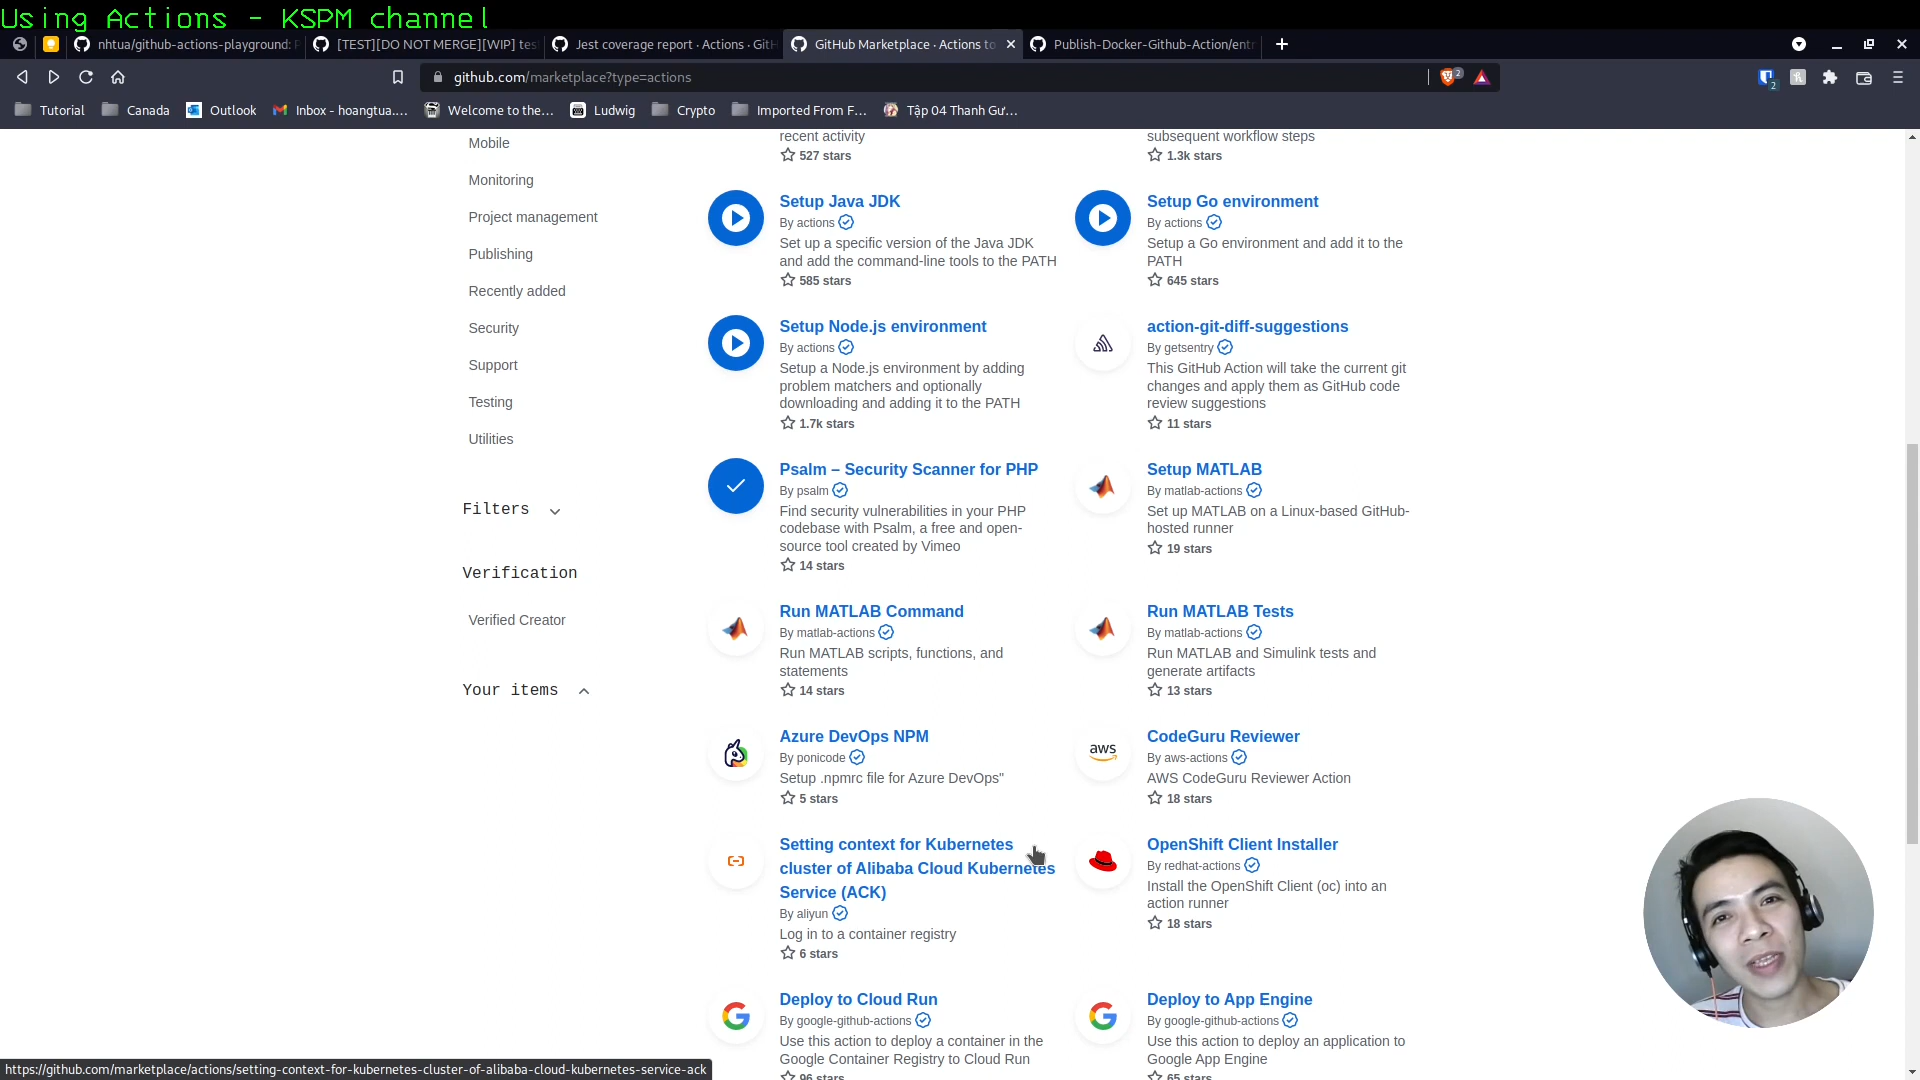 Using Actions - KSPM channel
nhtua/github-actions-playground:
[TEST][DO NOT MERGE][WIP] te
Jest coverage report · Actions · GitH
GitHub Marketplace · Actions to
Publish-Docker-Github-Action/entr
github.com/marketplace?type=actions
2
2
Tutorial
Canada
Outlook
Inbox - hoangtua....
Welcome to the...
Ludwig
Crypto
Imported From F...
Tập 04 Thanh Gư...
Mobile
Monitoring
Project management
Publishing
Recently added
Security
Support
Testing
Utilities
Filters
Verification
Verified Creator
Your items
recent activity
527 stars
subsequent workflow steps
1.3k stars
Setup Java JDK
By actions
Set up a specific version of the Java JDK
and add the command-line tools to the PATH
585 stars
Setup Go environment
By actions
Setup a Go environment and add it to the
PATH
645 stars
Setup Node.js environment
By actions
Setup a Node.js environment by adding
problem matchers and optionally
downloading and adding it to the PATH
1.7k stars
action-git-diff-suggestions
By getsentry
This GitHub Action will take the current git
changes and apply them as GitHub code
review suggestions
11 stars
Psalm – Security Scanner for PHP
By psalm
Find security vulnerabilities in your PHP
codebase with Psalm, a free and open-
source tool created by Vimeo
14 stars
Setup MATLAB
By matlab-actions
Set up MATLAB on a Linux-based GitHub-
hosted runner
19 stars
Run MATLAB Command
By matlab-actions
Run MATLAB scripts, functions, and
statements
14 stars
Run MATLAB Tests
By matlab-actions
Run MATLAB and Simulink tests and
generate artifacts
13 stars
Azure DevOps NPM
By ponicode
Setup .npmrc file for Azure DevOps"
5 stars
aws
CodeGuru Reviewer
By aws-actions
AWS CodeGuru Reviewer Action
18 stars
Setting context for Kubernetes
cluster of Alibaba Cloud Kubernetes
Service (ACK)
By aliyun
Log in to a container registry
6 stars
OpenShift Client Installer
By redhat-actions
Install the OpenShift Client (oc) into an
action runner
18 stars
Deploy to Cloud Run
By google-github-actions
Use this action to deploy a container in the
Google Container Registry to Cloud Run
96 stars
Deploy to App Engine
By google-github-actions
Use this action to deploy an application to
Google App Engine
65 stars
https://github.com/marketplace/actions/setting-context-for-kubernetes-cluster-of-alibaba-cloud-kubernetes-service-ack